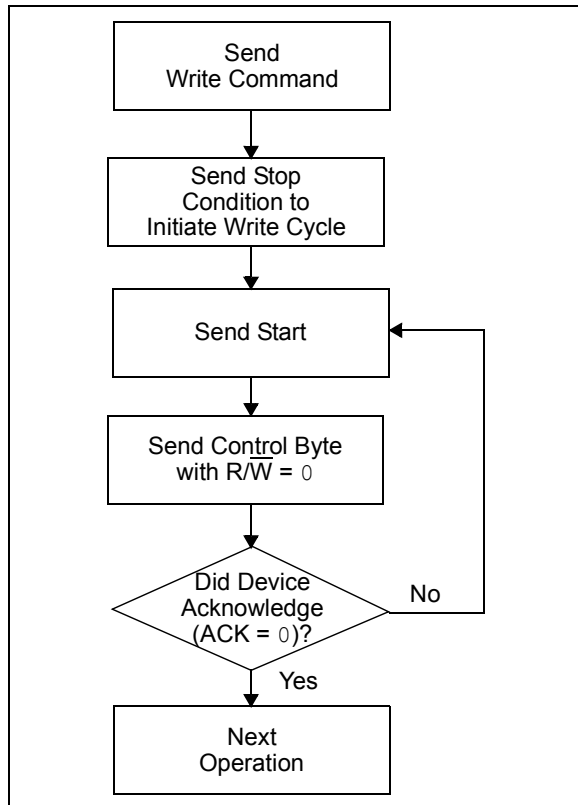 Send
Write Command
Send Stop
Condition to
Initiate Write Cycle
Send Start
Send Control Byte
with R/W̅ = 0
Did Device
Acknowledge
(ACK = 0)?
No
Yes
Next
Operation